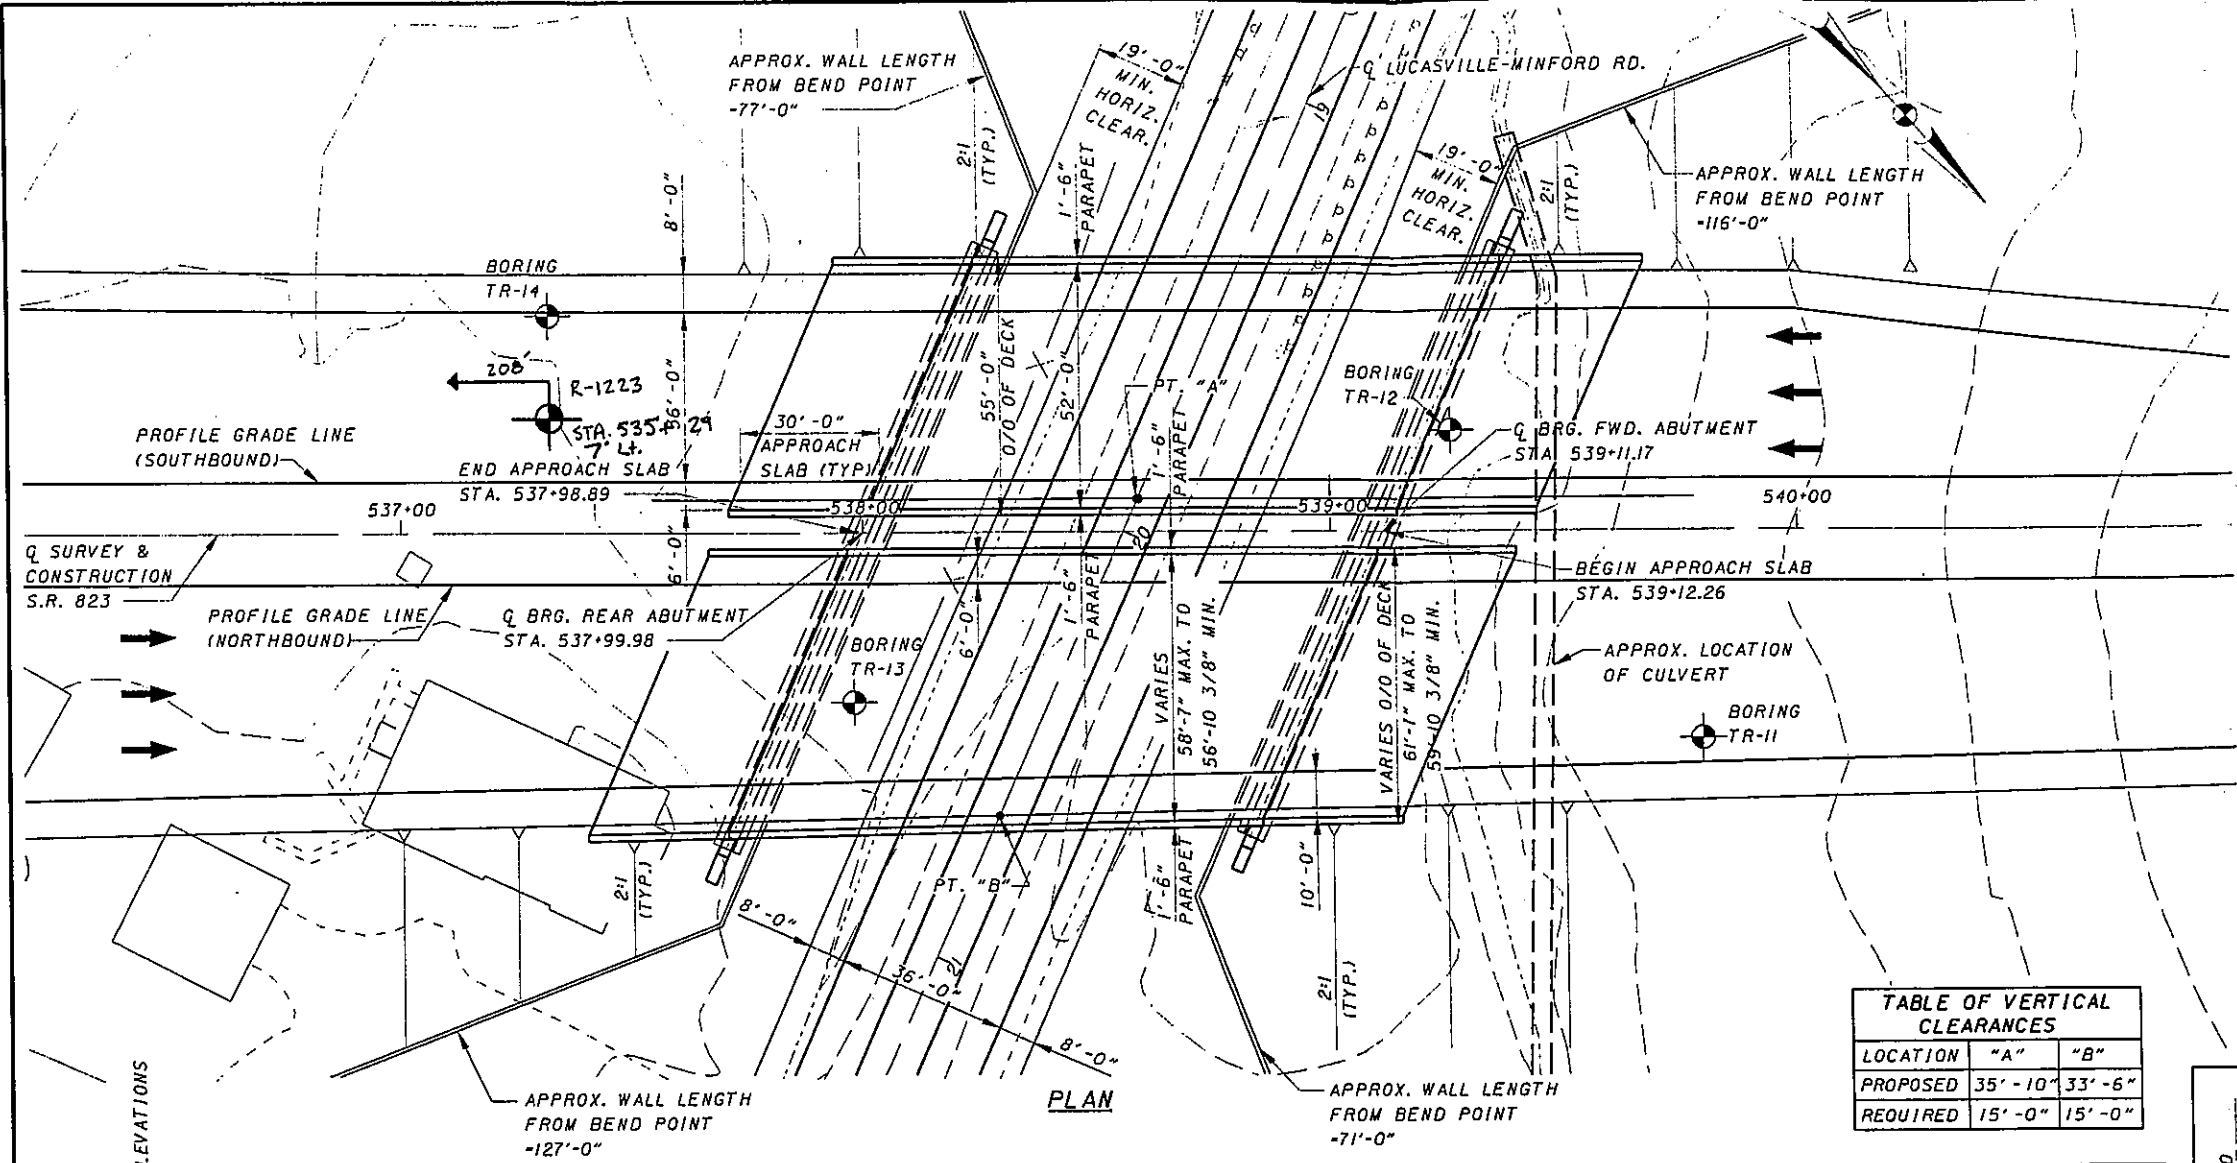 APPROX. WALL LENGTH
FROM BEND POINT
=77'-0"
2:1
(TYP.)
19'-0"
MIN.
HORIZ.
CLEAR.
1'-6"
PARAPET
℄ LUCASVILLE-MINFORD RD.
19
19'-0"
MIN.
HORIZ.
CLEAR.
2:1
(TYP.)
APPROX. WALL LENGTH
FROM BEND POINT
=116'-0"
8'-0"
BORING
TR-14
208'
R-1223
STA. 535+29
7' Lt.
56'-0"
30'-0"
APPROACH
SLAB (TYP)
55'-0"
O/O OF DECK
52'-0"
PT. "A"
1'-6"
PARAPET
BORING
TR-12
℄ BRG. FWD. ABUTMENT
STA. 539+11.17
PROFILE GRADE LINE
(SOUTHBOUND)
END APPROACH SLAB
STA. 537+98.89
537+00
538+00
539+00
540+00
20
℄ SURVEY &
CONSTRUCTION
S.R. 823
6'-0"
PROFILE GRADE LINE
(NORTHBOUND)
℄ BRG. REAR ABUTMENT
STA. 537+99.98
6'-0"
1'-6"
PARAPET
BEGIN APPROACH SLAB
STA. 539+12.26
BORING
TR-13
VARIES
58'-7" MAX. TO
56'-10 3/8" MIN.
VARIES O/O OF DECK
61'-1" MAX. TO
59'-10 3/8" MIN.
APPROX. LOCATION
OF CULVERT
BORING
TR-11
2:1
(TYP.)
PT. "B"
1'-6"
PARAPET
10'-0"
8'-0"
36'-0"
21
8'-0"
2:1
(TYP.)
APPROX. WALL LENGTH
FROM BEND POINT
=127'-0"
PLAN
APPROX. WALL LENGTH
FROM BEND POINT
=71'-0"
TABLE OF VERTICAL
CLEARANCES
LOCATION "A" "B"
PROPOSED 35'-10" 33'-6"
REQUIRED 15'-0" 15'-0"